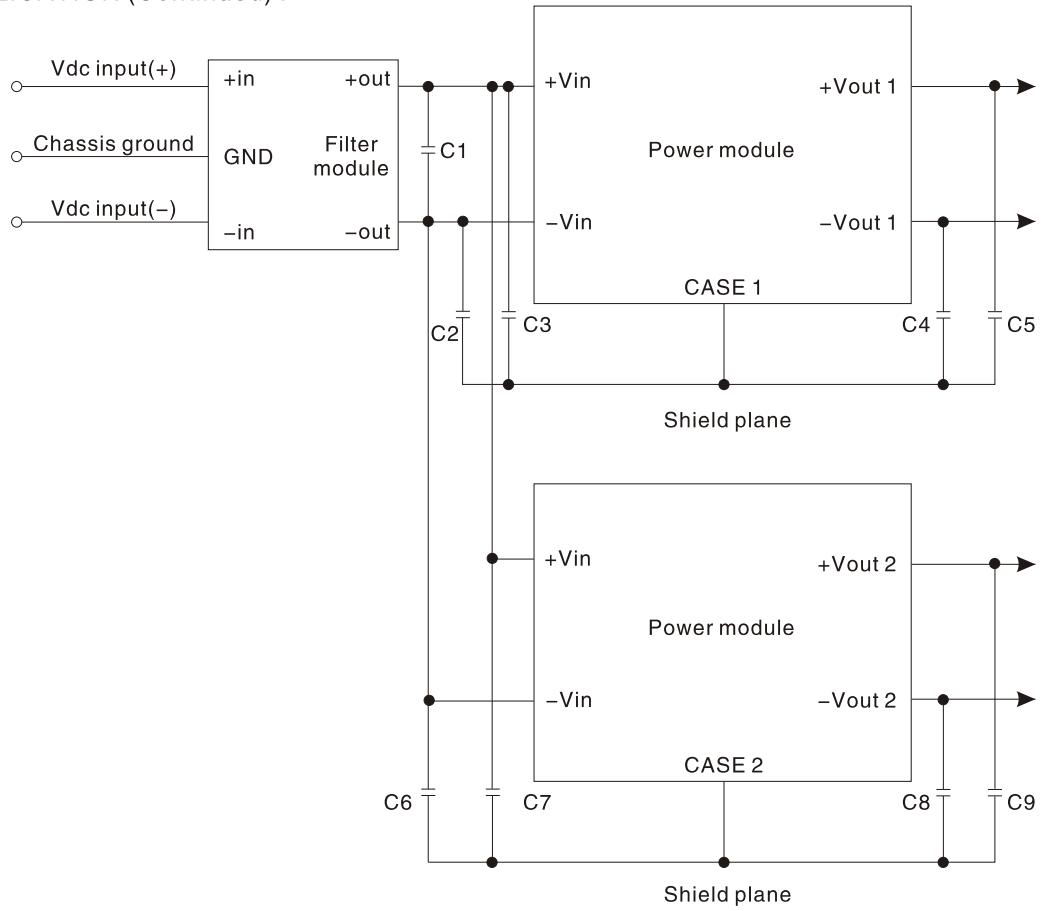 Vdc input(+)
+in
+out
+Vin
+Vout 1
Chassis ground
GND
Filter
module
C1
Power module
Vdc input(−)
−in
−out
−Vin
−Vout 1
CASE 1
C2
C3
C4
C5
Shield plane
+Vin
+Vout 2
Power module
−Vin
−Vout 2
CASE 2
C6
C7
C8
C9
Shield plane